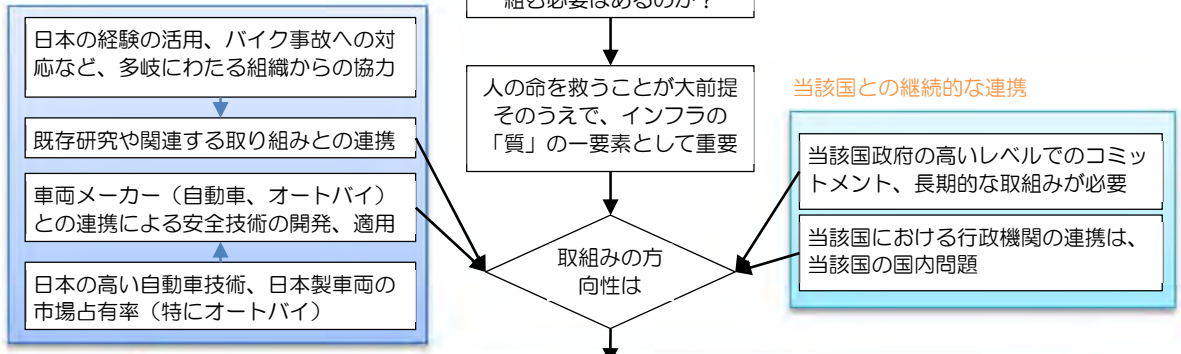 組む必要はあるのか？
日本の経験の活用、バイク事故への対
応など、多岐にわたる組織からの協力
既存研究や関連する取り組みとの連携
車両メーカー（自動車、オートバイ）
との連携による安全技術の開発、適用
日本の高い自動車技術、日本製車両の
市場占有率（特にオートバイ）
人の命を救うことが大前提
そのうえで、インフラの
「質」の一要素として重要
取組みの方
向性は
当該国との継続的な連携
当該国政府の高いレベルでのコミッ
トメント、長期的な取組みが必要
当該国における行政機関の連携は、
当該国の国内問題